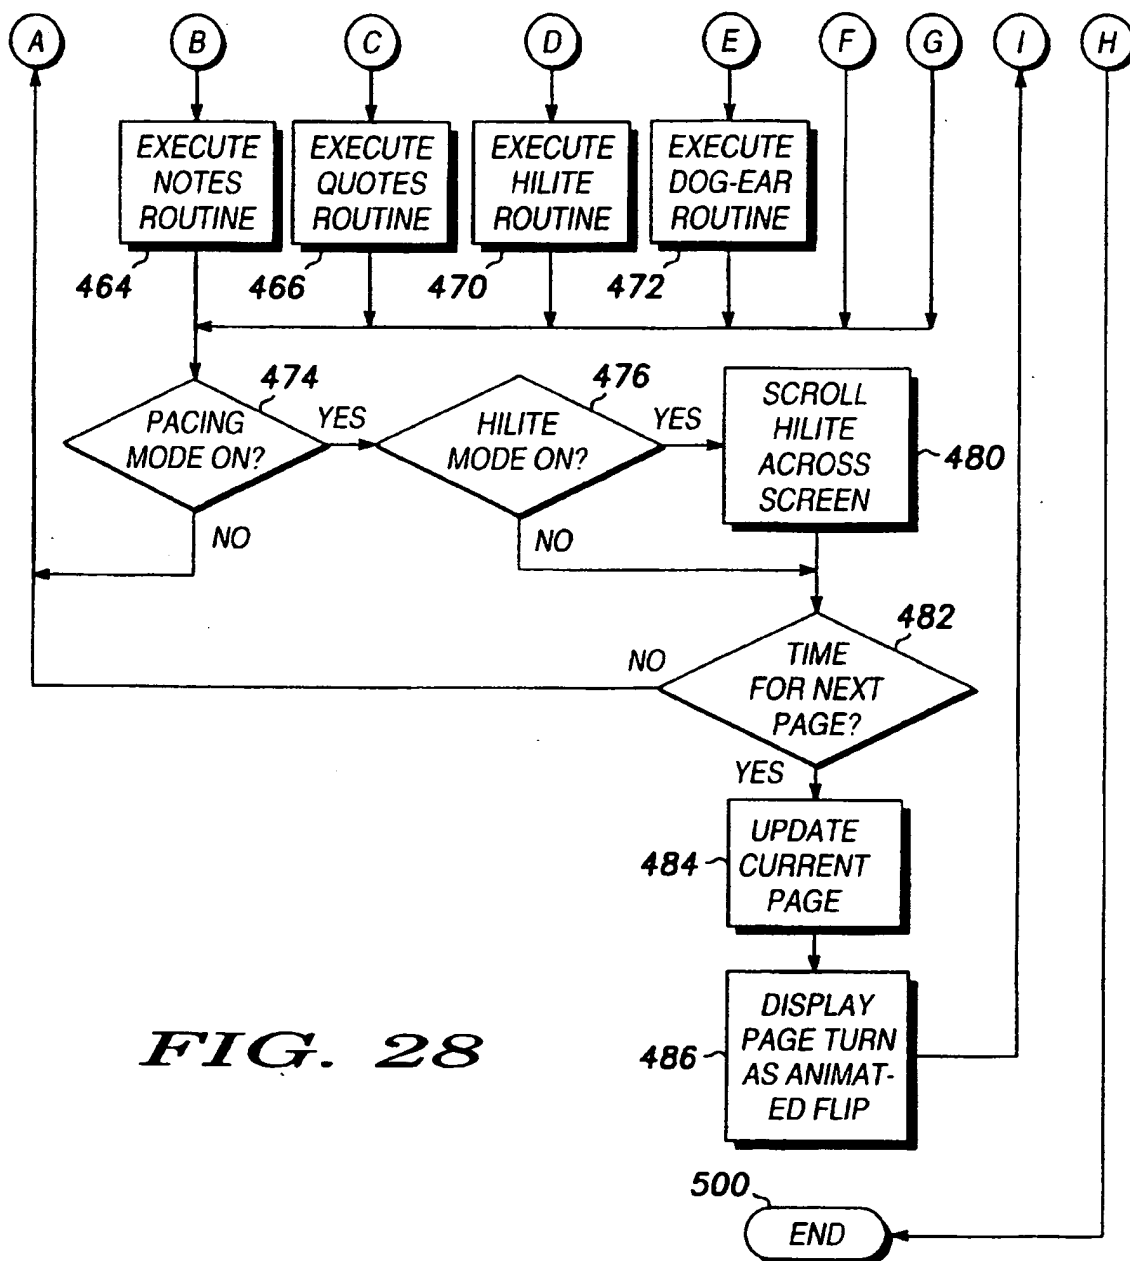 A B C D E F G I H
EXECUTE
NOTES
ROUTINE
464
EXECUTE
QUOTES
ROUTINE
466
EXECUTE
HILITE
ROUTINE
470
EXECUTE
DOG-EAR
ROUTINE
472
PACING
MODE ON?
474
YES
NO
HILITE
MODE ON?
476
YES
NO
SCROLL
HILITE
ACROSS
SCREEN
480
TIME
FOR NEXT
PAGE?
482
NO
YES
UPDATE
CURRENT
PAGE
484
DISPLAY
PAGE TURN
AS ANIMAT-
ED FLIP
486
FIG. 28
500
END